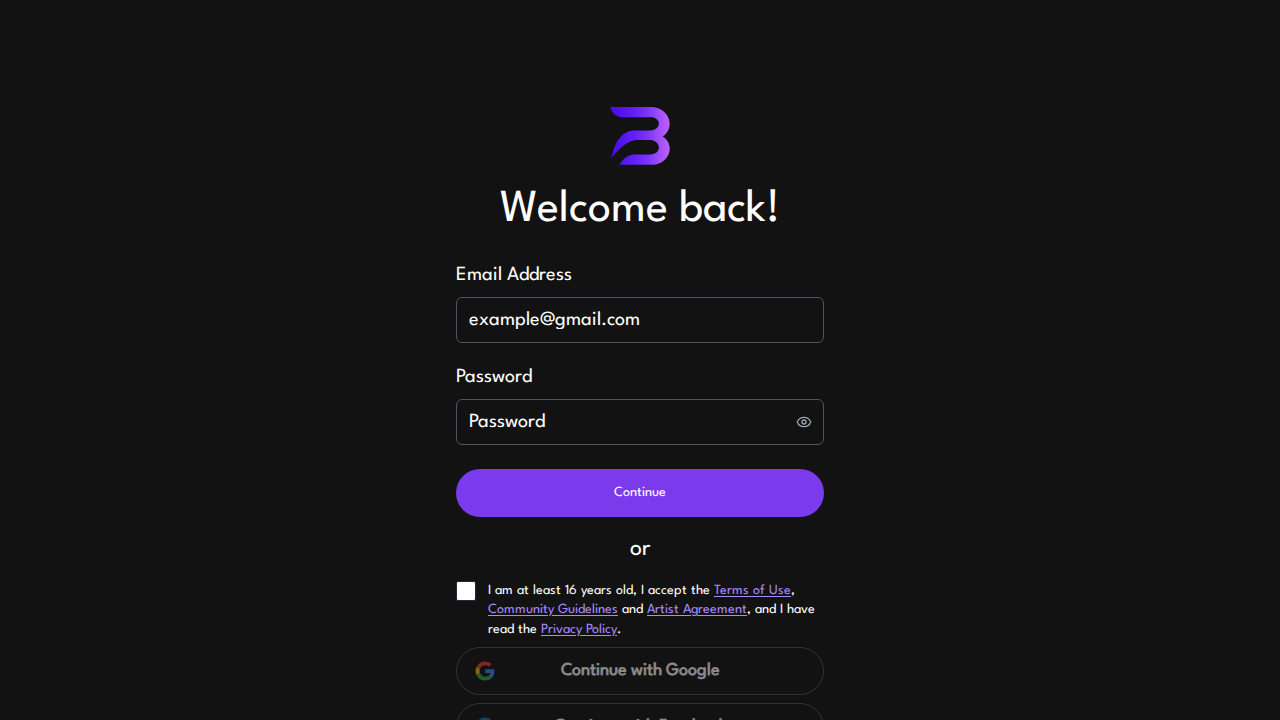 Welcome back!
Email Address
example@gmail.com
Password
Password
Continue
or
I am at least 16 years old, I accept the Terms of Use,
Community Guidelines and Artist Agreement, and I have
read the Privacy Policy.
Continue with Google